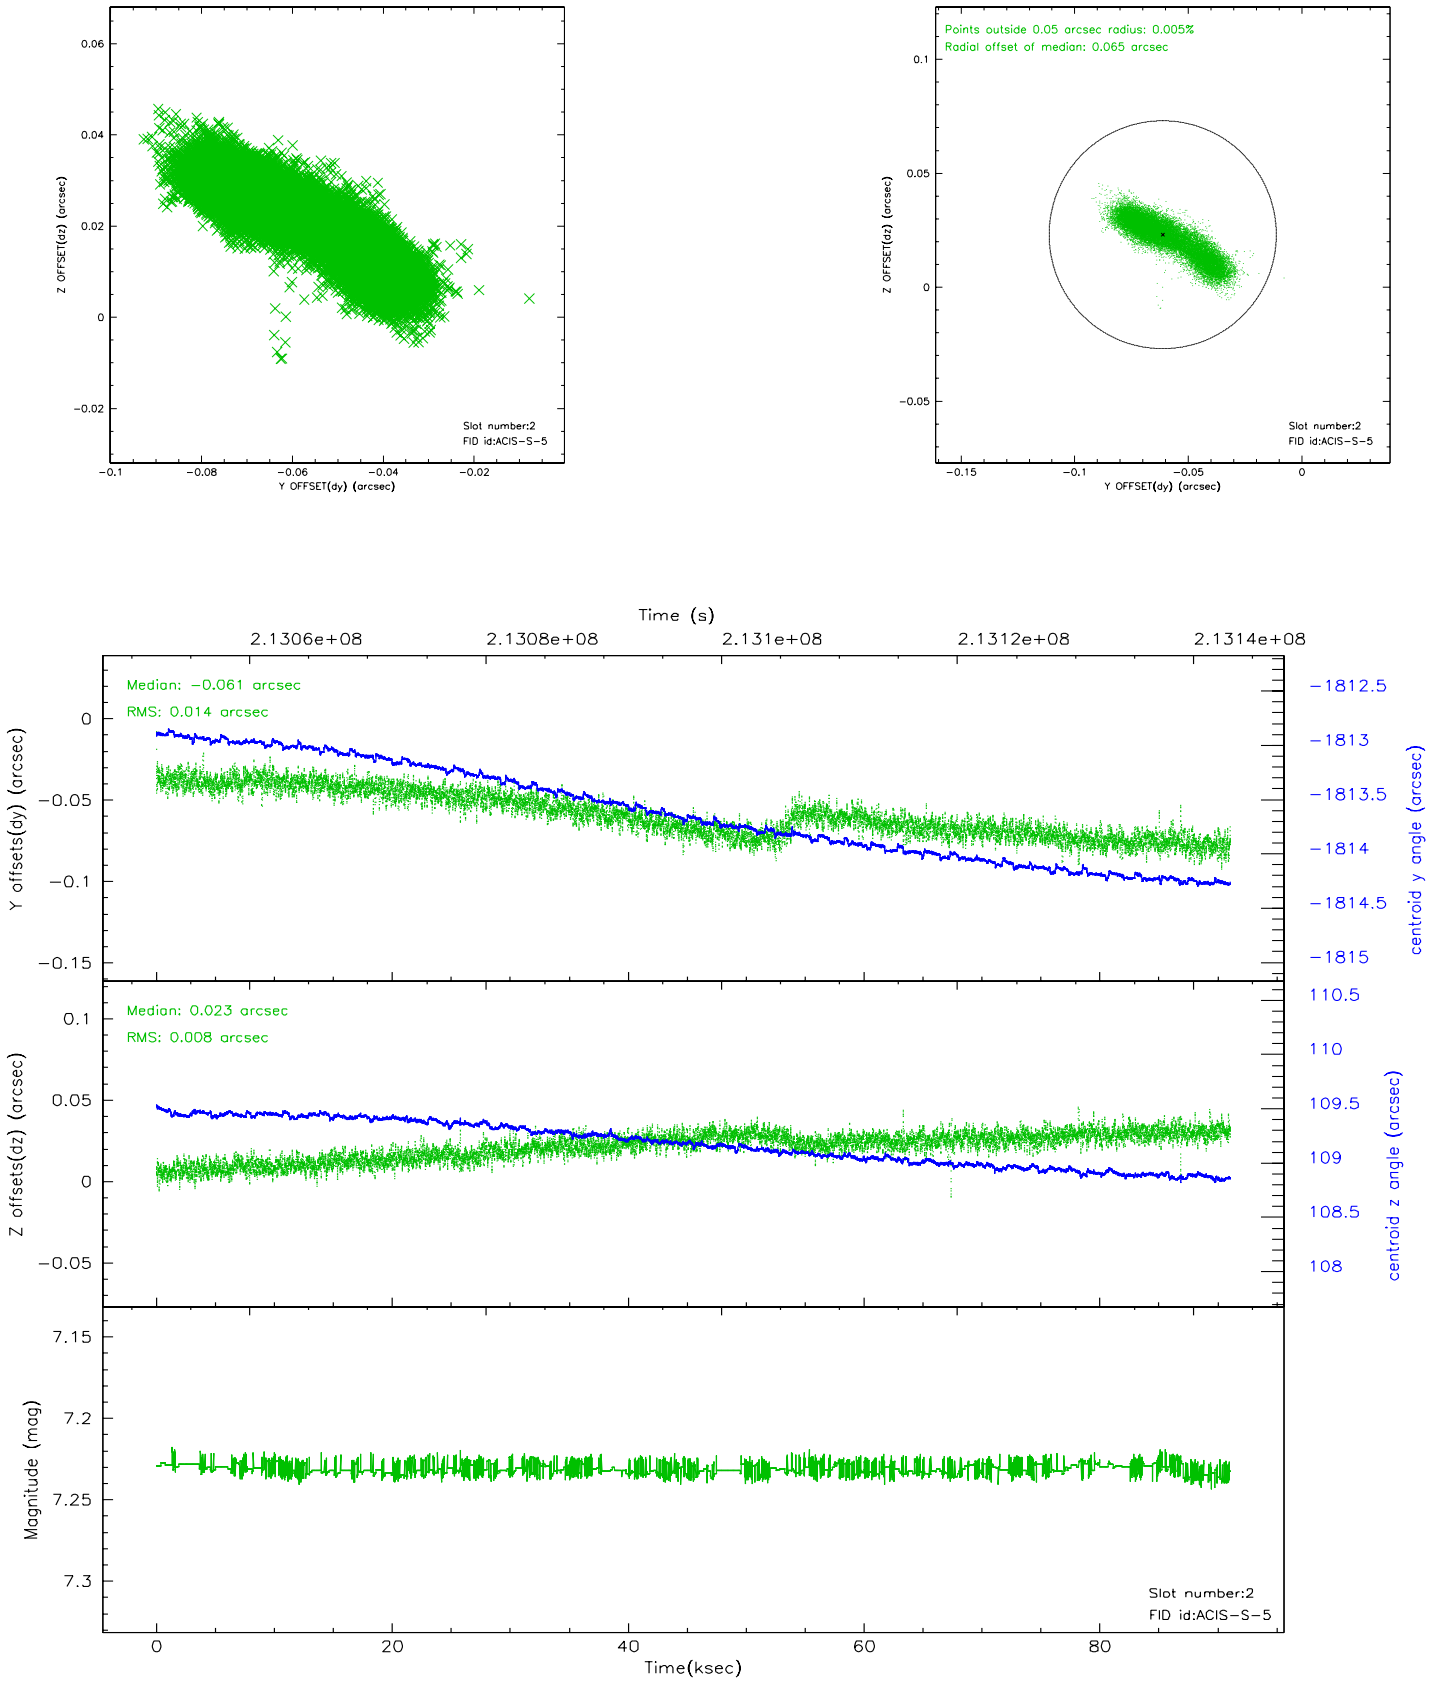 0.06
0.04
0.02
0
−0.02
Z OFFSET(dz) (arcsec)
−0.1
−0.08
−0.06
−0.04
−0.02
Y OFFSET(dy) (arcsec)
Slot number:2
FID id:ACIS−S−5
Points outside 0.05 arcsec radius: 0.005%
Radial offset of median: 0.065 arcsec
0.1
0.05
0
−0.05
Z OFFSET(dz) (arcsec)
−0.15
−0.1
−0.05
0
Y OFFSET(dy) (arcsec)
Slot number:2
FID id:ACIS−S−5
Time (s)
2.1306e+08
2.1308e+08
2.131e+08
2.1312e+08
2.1314e+08
Median: −0.061 arcsec
RMS: 0.014 arcsec
0
−0.05
−0.1
−0.15
Y offsets(dy) (arcsec)
−1812.5
−1813
−1813.5
−1814
−1814.5
−1815
centroid y angle (arcsec)
Median: 0.023 arcsec
RMS: 0.008 arcsec
0.1
0.05
0
−0.05
Z offsets(dz) (arcsec)
110.5
110
109.5
109
108.5
108
centroid z angle (arcsec)
7.15
7.2
7.25
7.3
Magnitude (mag)
Slot number:2
FID id:ACIS−S−5
0
20
40
60
80
Time(ksec)